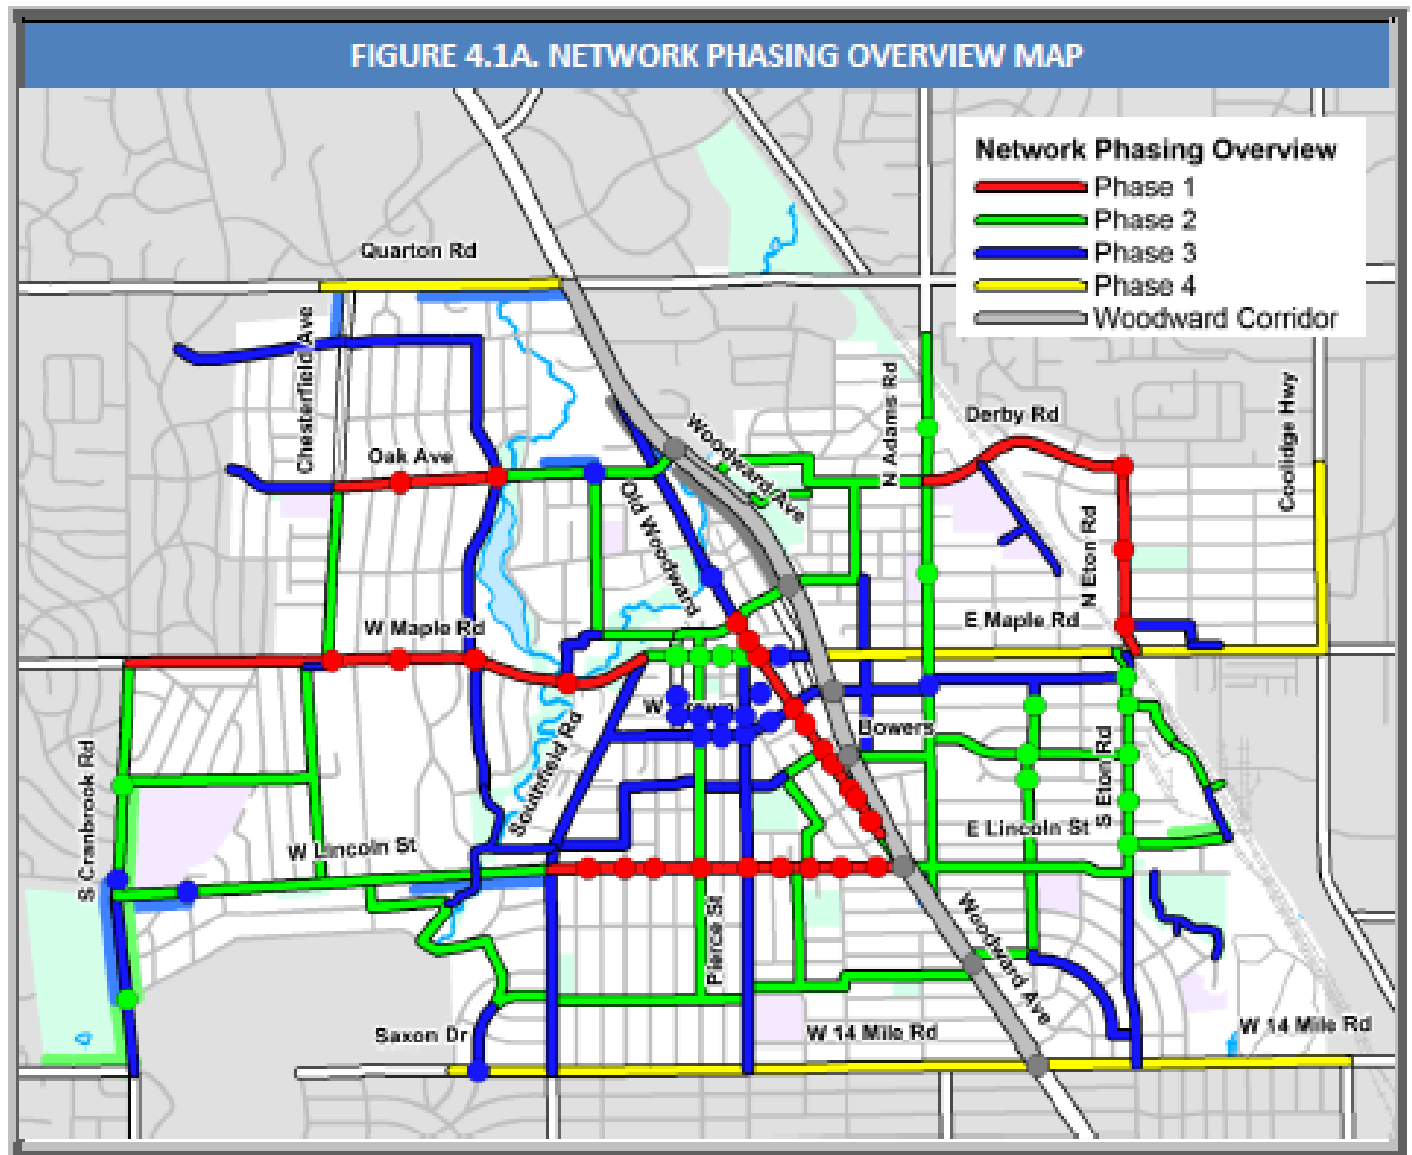 FIGURE 4.1A. NETWORK PHASING OVERVIEW MAP
Network Phasing Overview
Phase 1
Phase 2
Phase 3
Phase 4
Woodward Corridor
Quarton Rd
Chesterfield Ave
Oak Ave
Woodward Ave
N Adams Rd
Derby Rd
Coolidge Hwy
Old Woodward
N Eton Rd
W Maple Rd
E Maple Rd
W
Bowers
Southfield Rd
S Cranbrook Rd
S Eton Rd
W Lincoln St
E Lincoln St
Pierce St
Woodward Ave
Saxon Dr
W 14 Mile Rd
W 14 Mile Rd